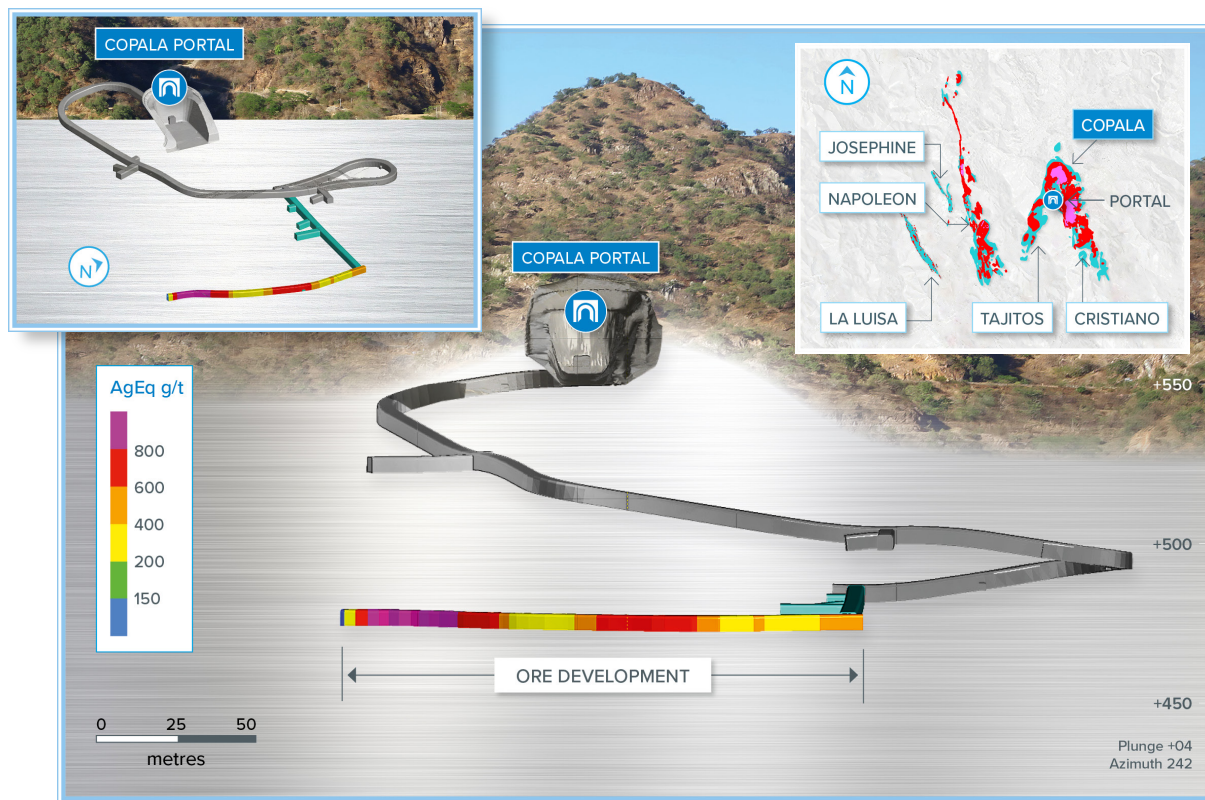 COPALA PORTAL
N
N
JOSEPHINE
NAPOLEON
LA LUISA
COPALA
PORTAL
TAJITOS
CRISTIANO
COPALA PORTAL
AgEq g/t
800
600
400
200
150
+550
+500
+450
ORE DEVELOPMENT
0 25 50
metres
Plunge +04
Azimuth 242